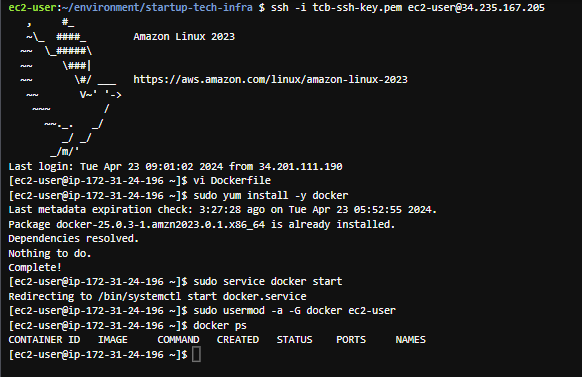 ec2-user:~/environment/startup-tech-infra $ ssh -i tcb-ssh-key.pem ec2-user@34.235.167.205
   ,     #_
   ~\_  ####_        Amazon Linux 2023
  ~~  \_#####\
  ~~     \###|
  ~~       \#/ ___   https://aws.amazon.com/linux/amazon-linux-2023
   ~~       V~' '->
    ~~~         /
      ~~._.   _/
         _/ _/
       _/m/'
Last login: Tue Apr 23 09:01:02 2024 from 34.201.111.190
[ec2-user@ip-172-31-24-196 ~]$ vi Dockerfile
[ec2-user@ip-172-31-24-196 ~]$ sudo yum install -y docker
Last metadata expiration check: 3:27:28 ago on Tue Apr 23 05:52:55 2024.
Package docker-25.0.3-1.amzn2023.0.1.x86_64 is already installed.
Dependencies resolved.
Nothing to do.
Complete!
[ec2-user@ip-172-31-24-196 ~]$ sudo service docker start
Redirecting to /bin/systemctl start docker.service
[ec2-user@ip-172-31-24-196 ~]$ sudo usermod -a -G docker ec2-user
[ec2-user@ip-172-31-24-196 ~]$ docker ps
CONTAINER ID   IMAGE     COMMAND   CREATED   STATUS    PORTS     NAMES
[ec2-user@ip-172-31-24-196 ~]$